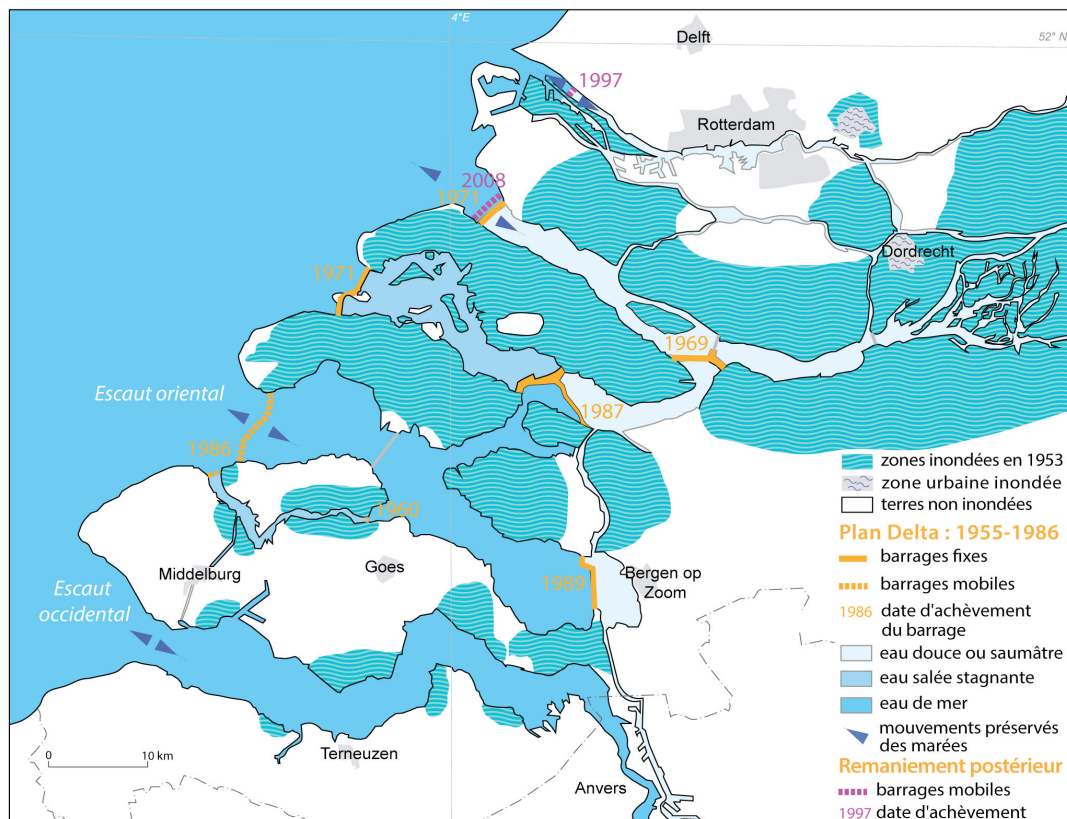 4°E
52° N
Delft
1997
Rotterdam
2008
1971
Dordrecht
1971
1969
Escaut oriental
1987
1986
1960
Middelburg
Goes
1989
Bergen op
Zoom
Escaut
occidental
Terneuzen
Anvers
0 10 km
zones inondées en 1953
zone urbaine inondée
terres non inondées
Plan Delta : 1955-1986
barrages fixes
barrages mobiles
1986 date d'achèvement
du barrage
eau douce ou saumâtre
eau salée stagnante
eau de mer
mouvements préservés
des marées
Remaniement postérieur
barrages mobiles
1997 date d'achèvement